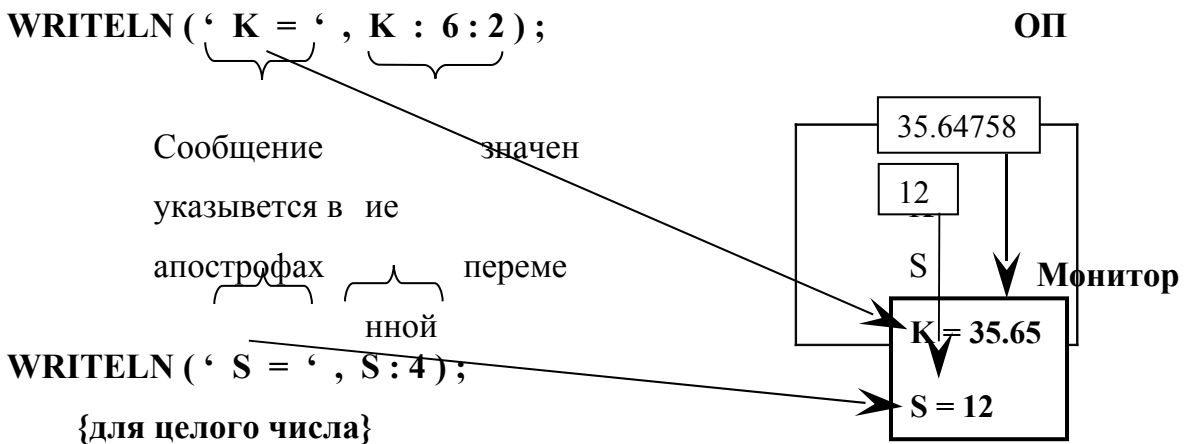 WRITELN ( ‘ K = ‘ , K : 6 : 2 ) ; ОП
35.64758
Сообщение значен
12
указывется в ие
S
апострофах переме
Монитор
нной
K = 35.65
WRITELN ( ‘ S = ‘ , S : 4 ) ;
S = 12
{для целого числа}